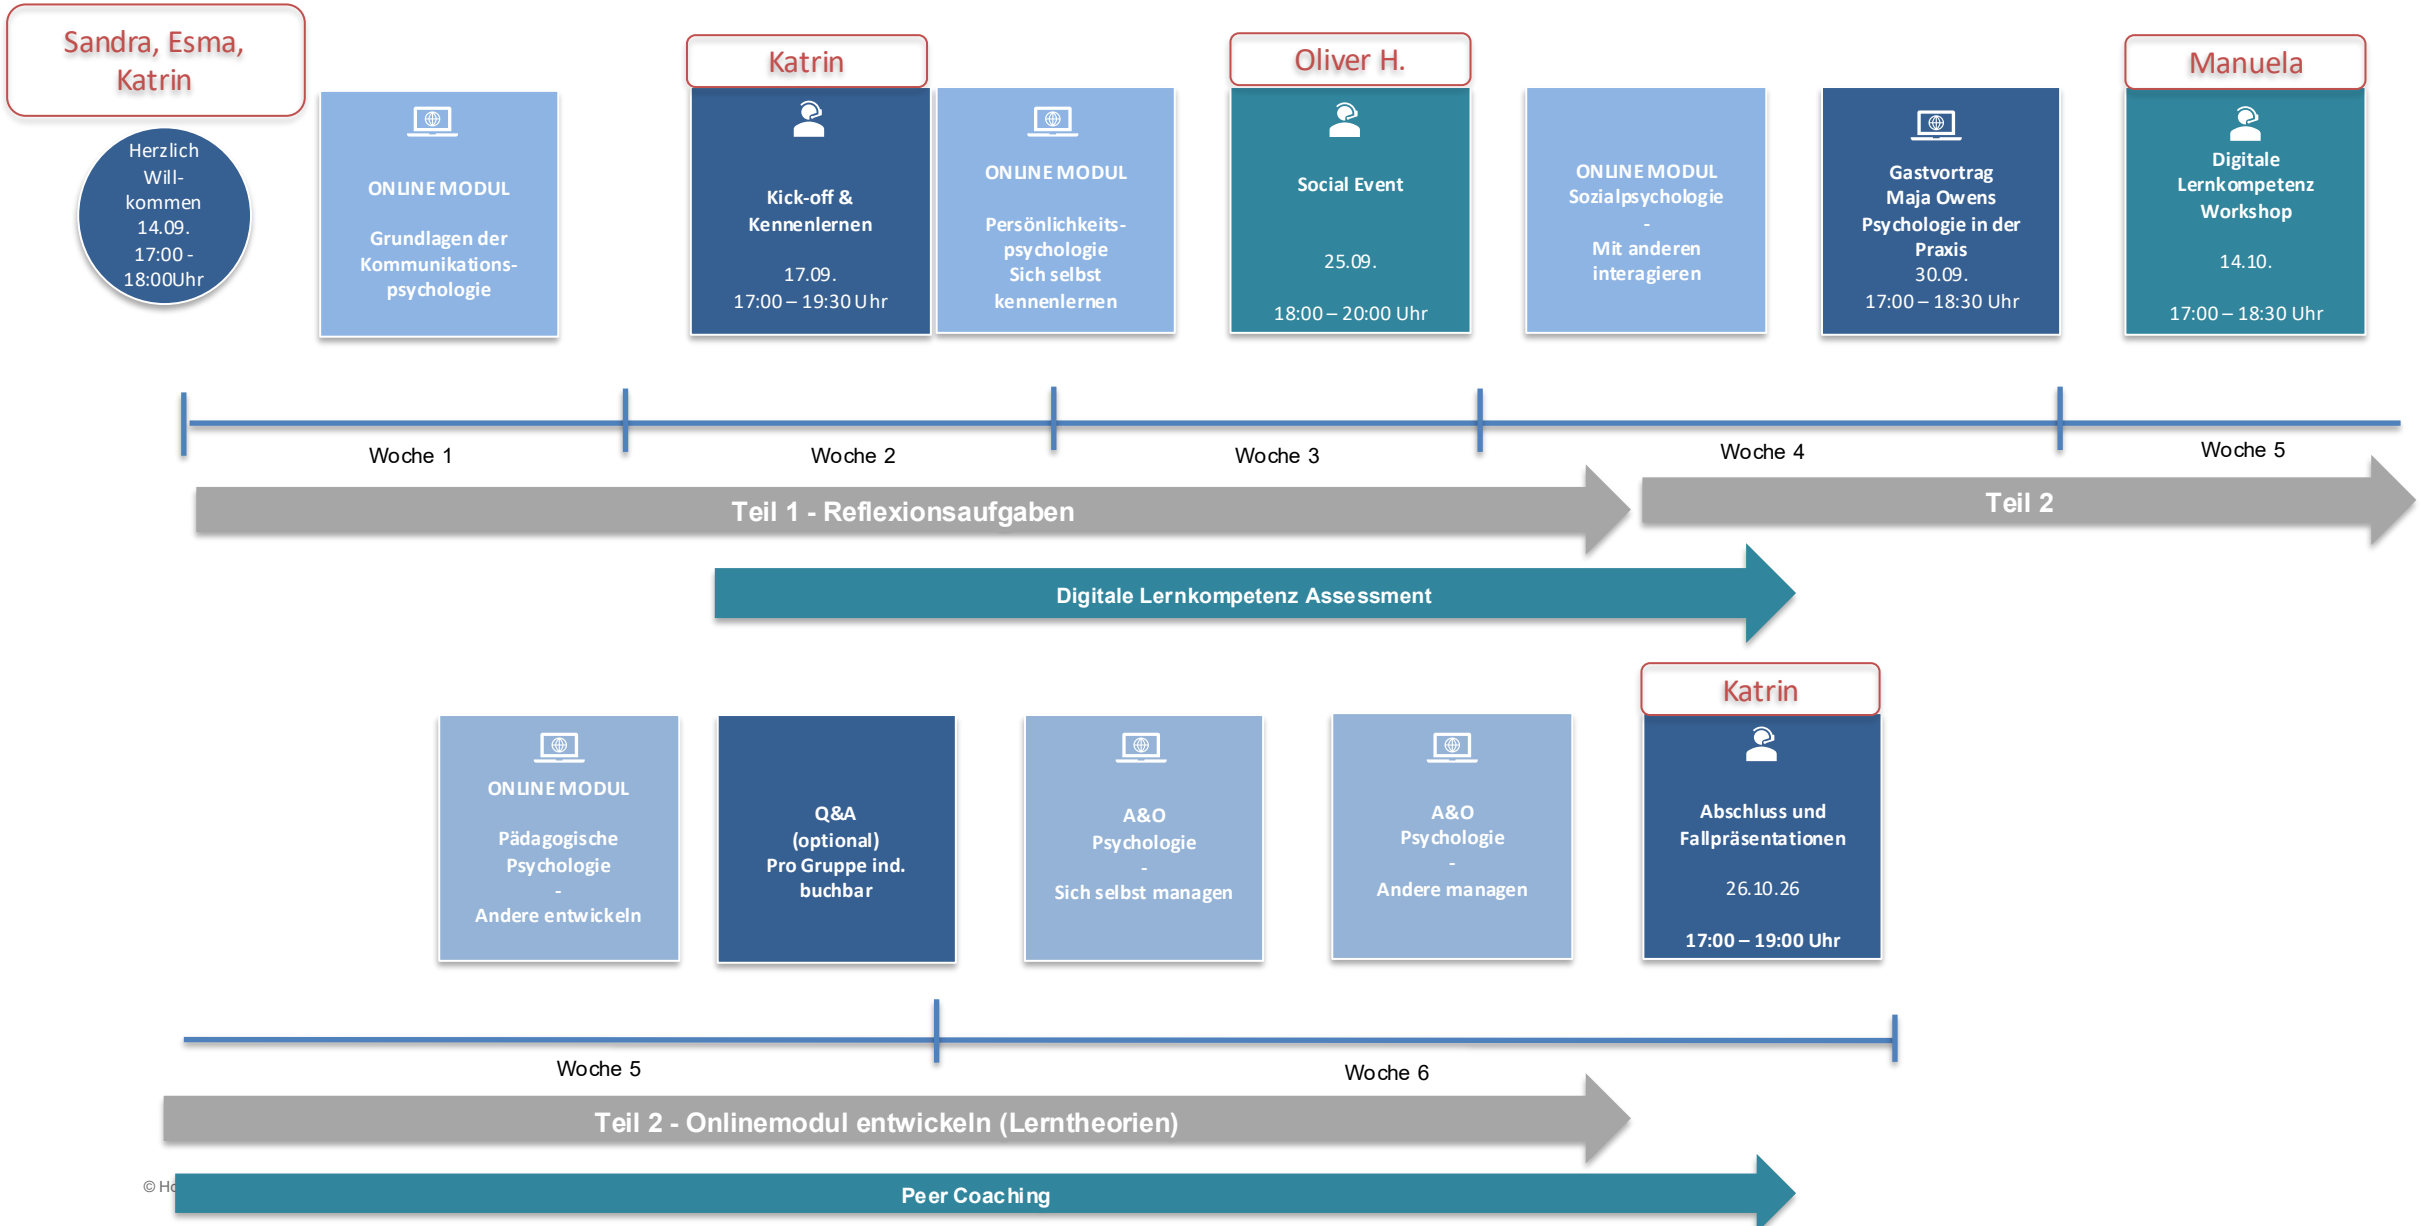 Sandra, Esma,
Katrin
Herzlich
Will-
kommen
14.09.
17:00 -
18:00Uhr
ONLINE MODUL
Grundlagen der
Kommunikations-
psychologie
Katrin
Kick-off &
Kennenlernen
17.09.
17:00 – 19:30 Uhr
ONLINE MODUL
Persönlichkeits-
psychologie
Sich selbst
kennenlernen
Oliver H.
Social Event
25.09.
18:00 – 20:00 Uhr
ONLINE MODUL
Sozialpsychologie
-
Mit anderen
interagieren
Gastvortrag
Maja Owens
Psychologie in der
Praxis
30.09.
17:00 – 18:30 Uhr
Manuela
Digitale
Lernkompetenz
Workshop
14.10.
17:00 – 18:30 Uhr
Woche 1
Woche 2
Woche 3
Woche 4
Woche 5
Teil 1 - Reflexionsaufgaben
Teil 2
Digitale Lernkompetenz Assessment
ONLINE MODUL
Pädagogische
Psychologie
-
Andere entwickeln
Q&A
(optional)
Pro Gruppe ind.
buchbar
A&O
Psychologie
-
Sich selbst managen
A&O
Psychologie
-
Andere managen
Katrin
Abschluss und
Fallpräsentationen
26.10.26
17:00 – 19:00 Uhr
Woche 5
Woche 6
Teil 2 - Onlinemodul entwickeln (Lerntheorien)
©
Peer Coaching